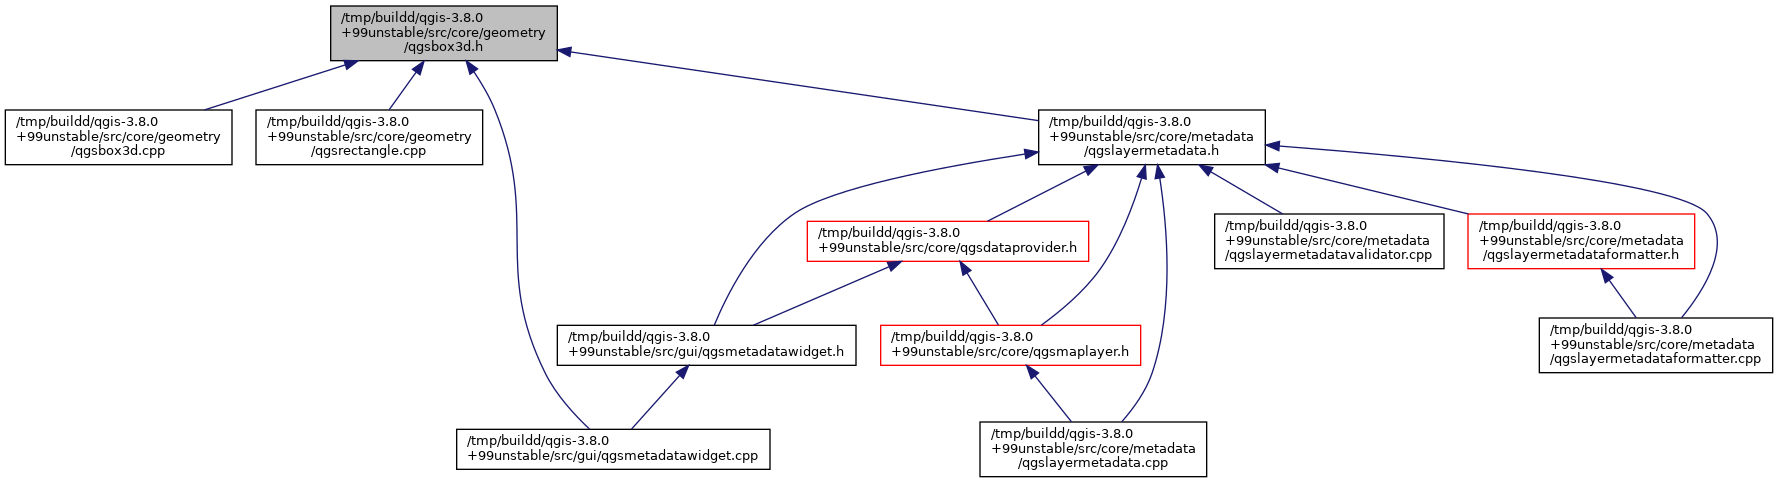 /tmp/buildd/qgis-3.8.0
+99unstable/src/core/geometry
/qgsbox3d.h
/tmp/buildd/qgis-3.8.0
+99unstable/src/core/geometry
/qgsbox3d.cpp
/tmp/buildd/qgis-3.8.0
+99unstable/src/core/geometry
/qgsrectangle.cpp
/tmp/buildd/qgis-3.8.0
+99unstable/src/core/metadata
/qgslayermetadata.h
/tmp/buildd/qgis-3.8.0
+99unstable/src/core/qgsdataprovider.h
/tmp/buildd/qgis-3.8.0
+99unstable/src/core/metadata
/qgslayermetadatavalidator.cpp
/tmp/buildd/qgis-3.8.0
+99unstable/src/core/metadata
/qgslayermetadataformatter.h
/tmp/buildd/qgis-3.8.0
+99unstable/src/gui/qgsmetadatawidget.h
/tmp/buildd/qgis-3.8.0
+99unstable/src/core/qgsmaplayer.h
/tmp/buildd/qgis-3.8.0
+99unstable/src/core/metadata
/qgslayermetadataformatter.cpp
/tmp/buildd/qgis-3.8.0
+99unstable/src/gui/qgsmetadatawidget.cpp
/tmp/buildd/qgis-3.8.0
+99unstable/src/core/metadata
/qgslayermetadata.cpp